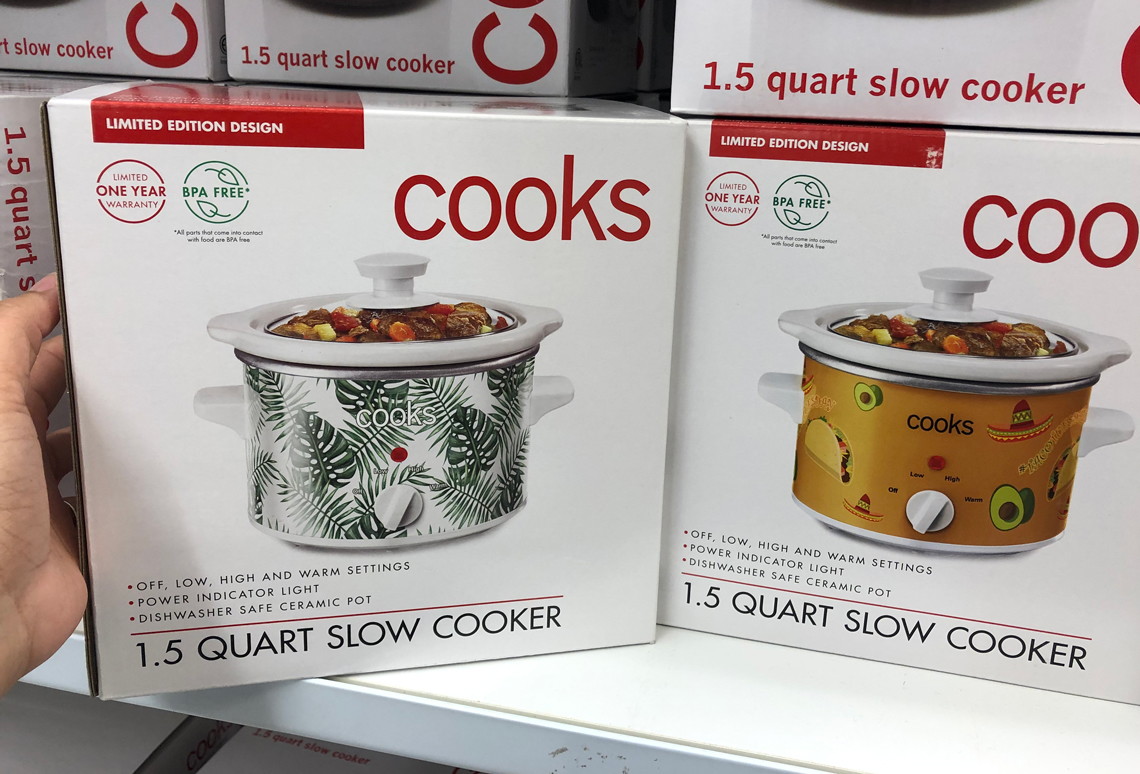 rt slow cooker
1.5 quart slow cooker
1.5 quart slow cooker
1.5 quart s
LIMITED EDITION DESIGN
LIMITED
ONE YEAR
WARRANTY
BPA FREE*
*All parts that come into contact
with food are BPA free
cooks
cooks
Low High
Off
• OFF, LOW, HIGH AND WARM SETTINGS
• POWER INDICATOR LIGHT
• DISHWASHER SAFE CERAMIC POT
1.5 QUART SLOW COOKER
LIMITED EDITION DESIGN
LIMITED
ONE YEAR
WARRANTY
BPA FREE*
*All parts that come into contact
with food are BPA free
COO
cooks
Low High
Off Warm
• OFF, LOW, HIGH AND WARM SETTINGS
• POWER INDICATOR LIGHT
• DISHWASHER SAFE CERAMIC POT
1.5 QUART SLOW COOKER
cooks
1.5 quart slow cooker